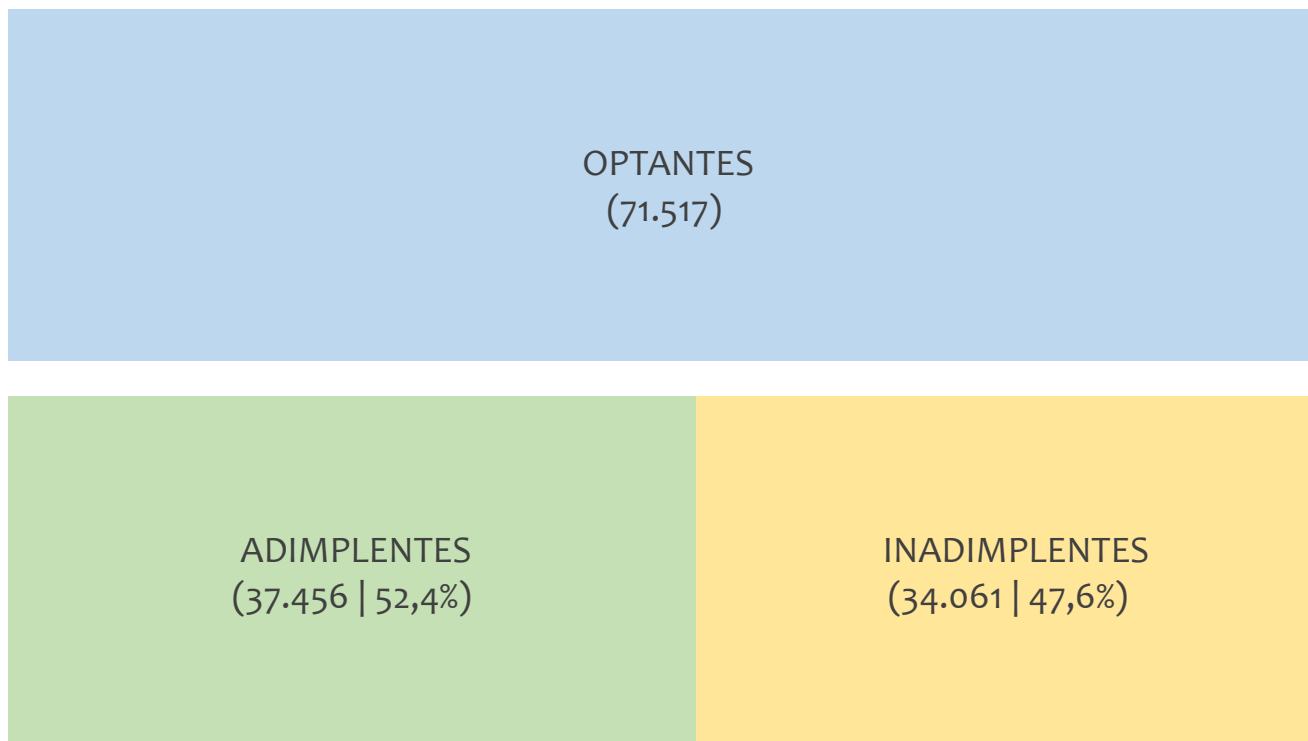 OPTANTES
(71.517)
ADIMPLENTES
(37.456 | 52,4%)
INADIMPLENTES
(34.061 | 47,6%)